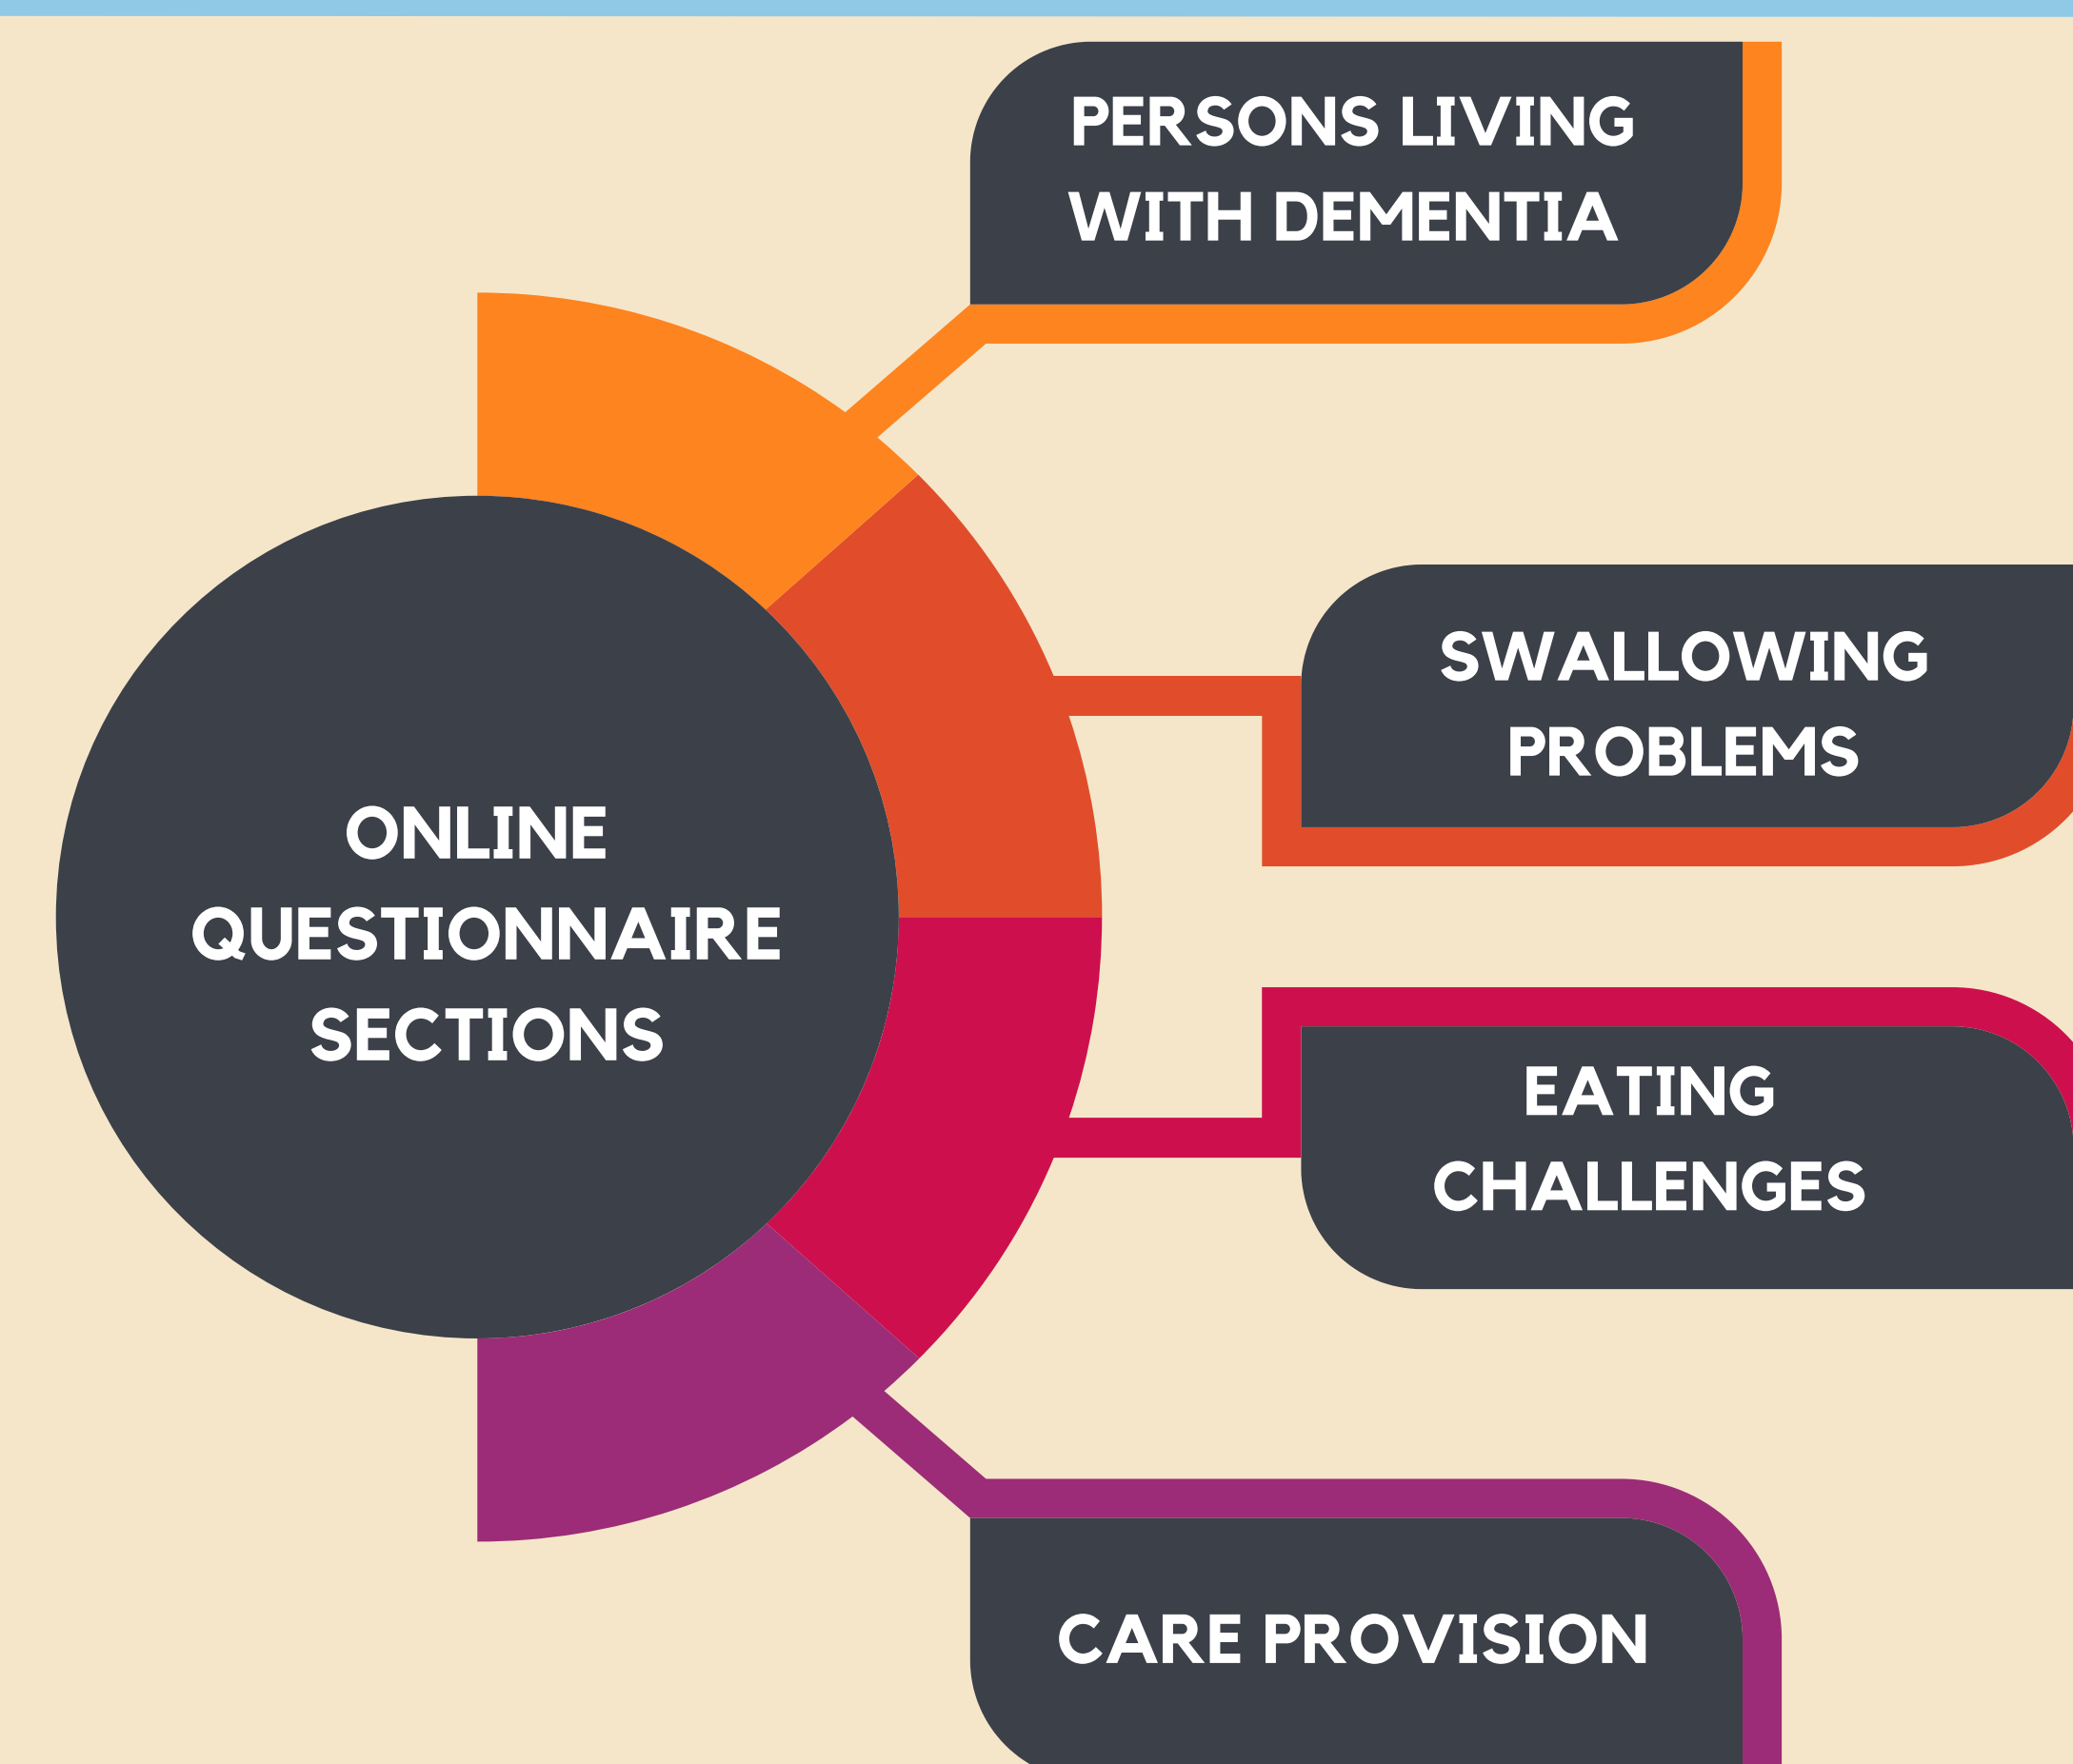 PERSONS LIVING
WITH DEMENTIA
SWALLOWING
PROBLEMS
ONLINE
QUESTIONNAIRE
SECTIONS
EATING
CHALLENGES
CARE PROVISION